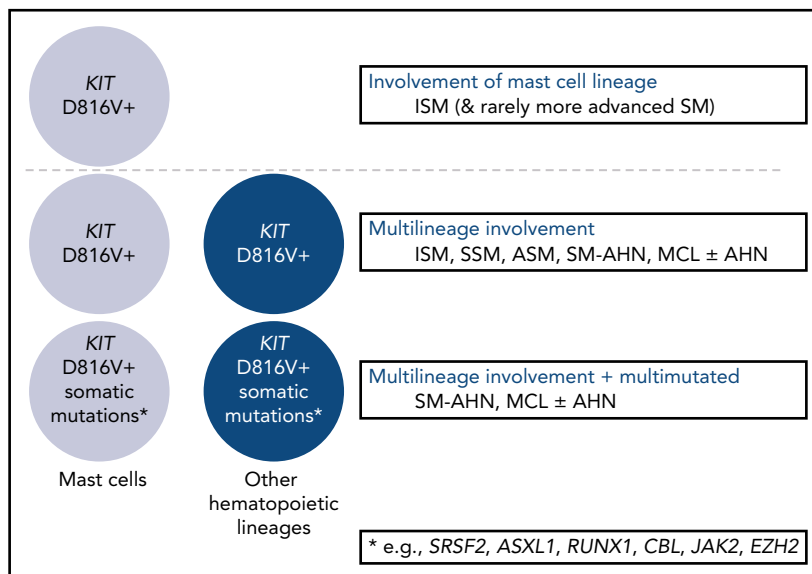 KIT
D816V+
Involvement of mast cell lineage
ISM (& rarely more advanced SM)
KIT
D816V+
KIT
D816V+
Multilineage involvement
ISM, SSM, ASM, SM-AHN, MCL ± AHN
KIT
D816V+
somatic
mutations*
KIT
D816V+
somatic
mutations*
Multilineage involvement + multimutated
SM-AHN, MCL ± AHN
Mast cells
Other
hematopoietic
lineages
* e.g., SRSF2, ASXL1, RUNX1, CBL, JAK2, EZH2